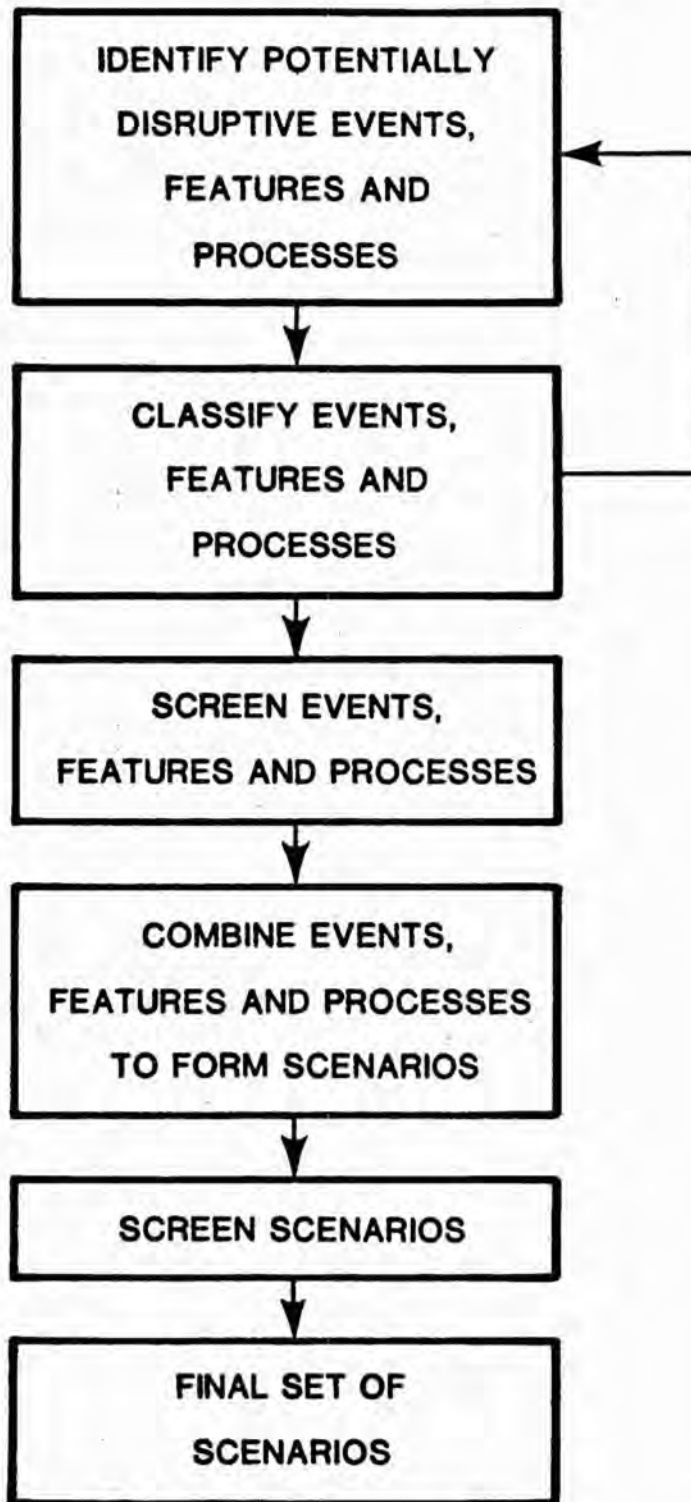 IDENTIFY POTENTIALLY
DISRUPTIVE EVENTS,
FEATURES AND
PROCESSES
CLASSIFY EVENTS,
FEATURES AND
PROCESSES
SCREEN EVENTS,
FEATURES AND PROCESSES
COMBINE EVENTS,
FEATURES AND PROCESSES
TO FORM SCENARIOS
SCREEN SCENARIOS
FINAL SET OF
SCENARIOS